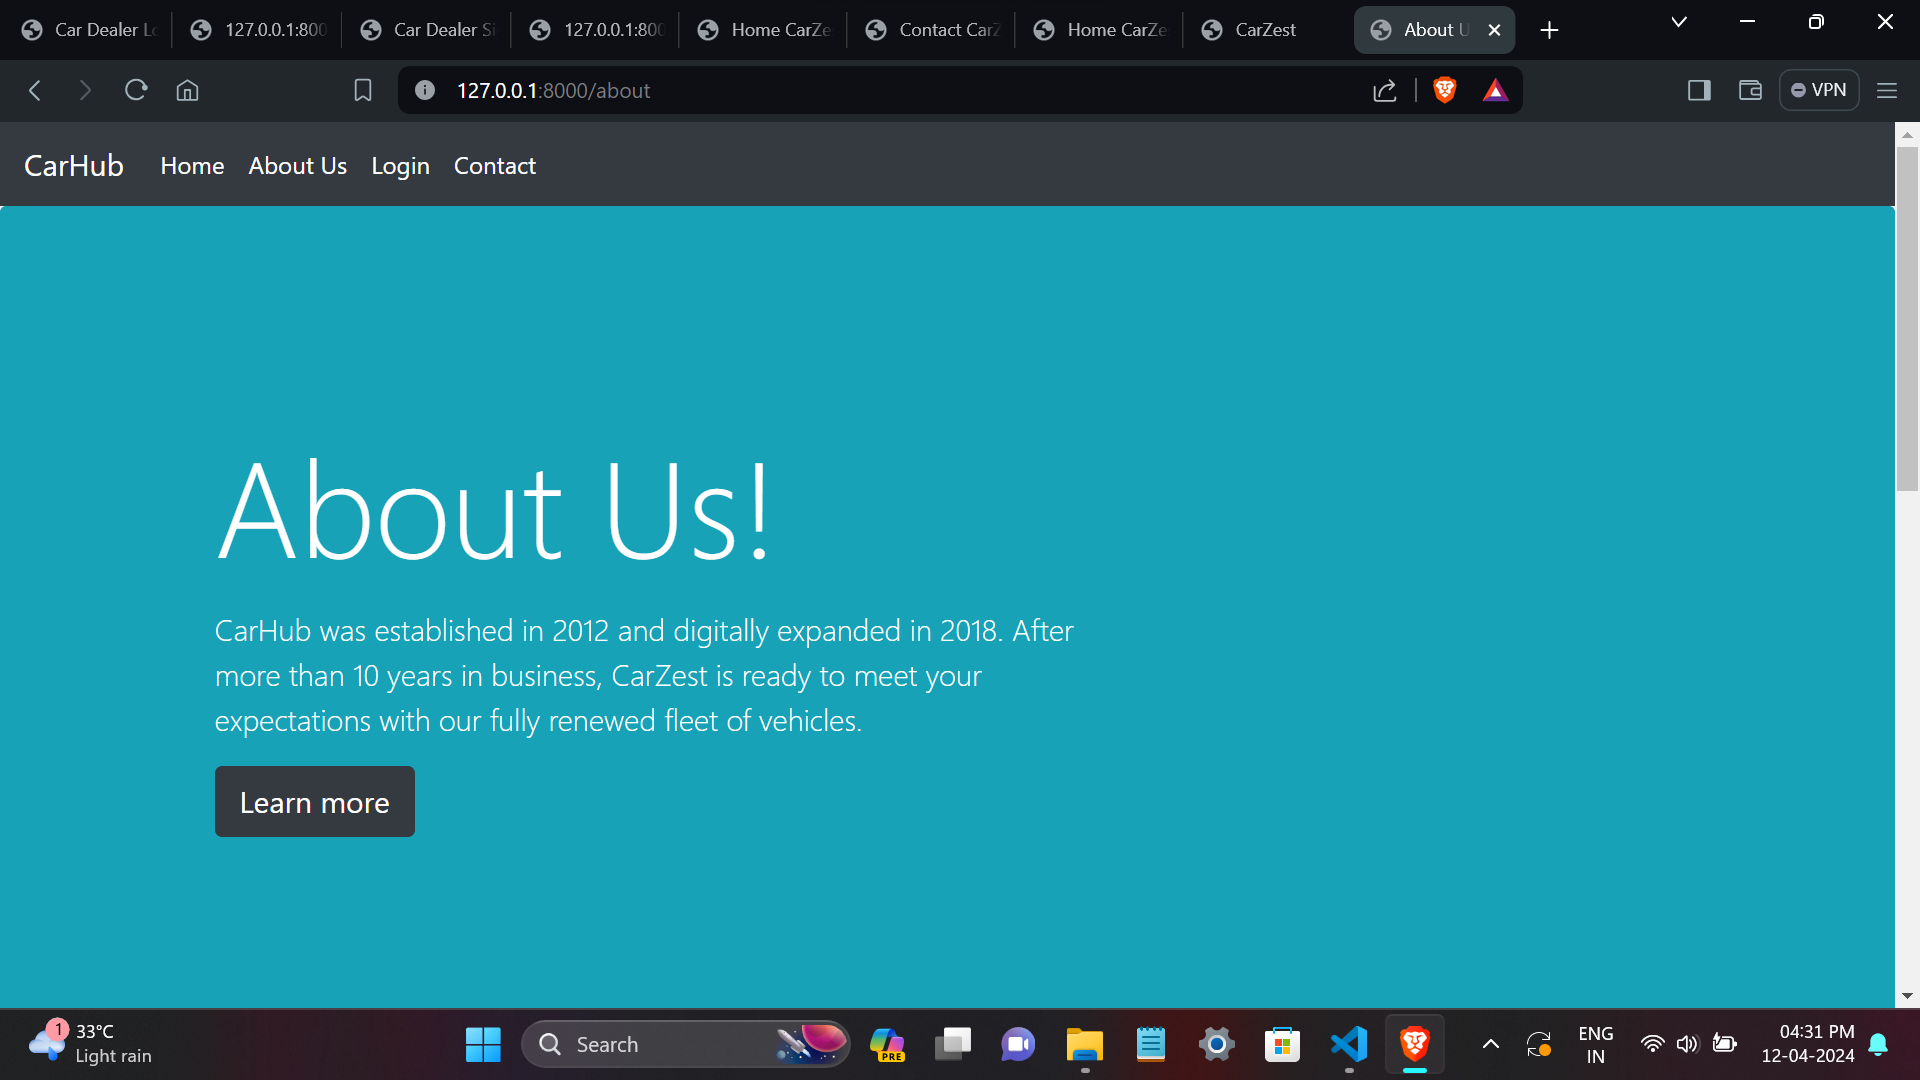 Car Dealer Lo
127.0.0.1:800
Car Dealer Si
127.0.0.1:800
Home CarZe
Contact CarZ
Home CarZe
CarZest
About U
127.0.0.1:8000/about
VPN
CarHub Home About Us Login Contact
About Us!
CarHub was established in 2012 and digitally expanded in 2018. After
more than 10 years in business, CarZest is ready to meet your
expectations with our fully renewed fleet of vehicles.
Learn more
1
33°C
Light rain
Search
PRE
ENG
IN
04:31 PM
12-04-2024